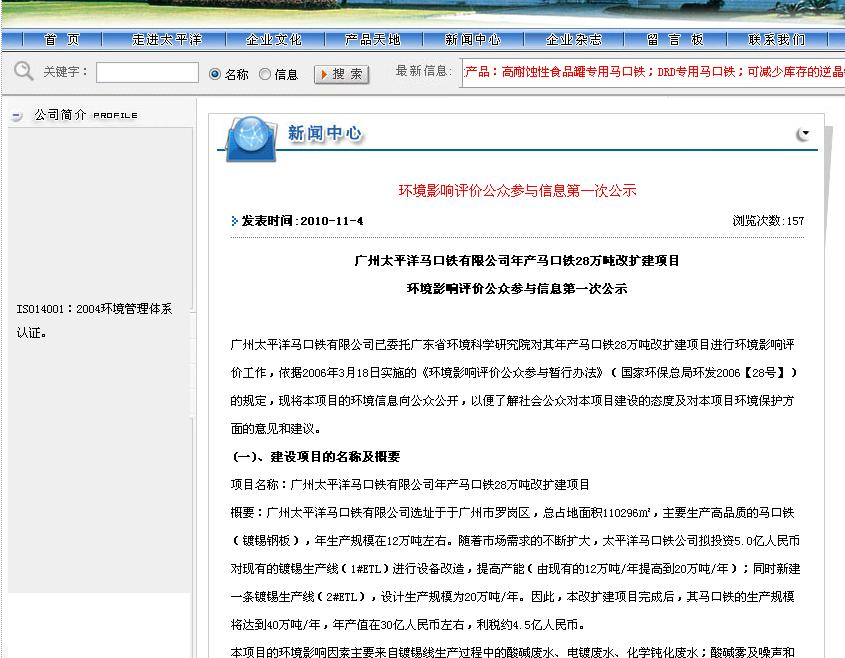 首 页 走进太平洋 企业文化 产品天地 新闻中心 企业杂志 留 言 板 联系我们
关键字： 名称 信息 搜 索 最新信息: 产品：高耐蚀性食品罐专用马口铁；DRD专用马口铁；可减少库存的逆晶
公司简介 PROFILE
新闻中心
环境影响评价公众参与信息第一次公示
发表时间:2010-11-4 浏览次数:157
广州太平洋马口铁有限公司年产马口铁28万吨改扩建项目
环境影响评价公众参与信息第一次公示
ISO14001：2004环境管理体系
认证。
广州太平洋马口铁有限公司已委托广东省环境科学研究院对其年产马口铁28万吨改扩建项目进行环境影响评
价工作，依据2006年3月18日实施的《环境影响评价公众参与暂行办法》（国家环保总局环发2006【28号】）
的规定，现将本项目的环境信息向公众公开，以便了解社会公众对本项目建设的态度及对本项目环境保护方
面的意见和建议。
(一)、建设项目的名称及概要
项目名称：广州太平洋马口铁有限公司年产马口铁28万吨改扩建项目
概要：广州太平洋马口铁有限公司选址于于广州市罗岗区，总占地面积110296㎡，主要生产高品质的马口铁
（镀锡钢板），年生产规模在12万吨左右。随着市场需求的不断扩大，太平洋马口铁公司拟投资5.0亿人民币
对现有的镀锡生产线（1#ETL）进行设备改造，提高产能（由现有的12万吨/年提高到20万吨/年）；同时新建
一条镀锡生产线（2#ETL），设计生产规模为20万吨/年。因此，本改扩建项目完成后，其马口铁的生产规模
将达到40万吨/年，年产值在30亿人民币左右，利税约4.5亿人民币。
本项目的环境影响因素主要来自镀锡线生产过程中的酸碱废水、电镀废水、化学钝化废水；酸碱雾及噪声和